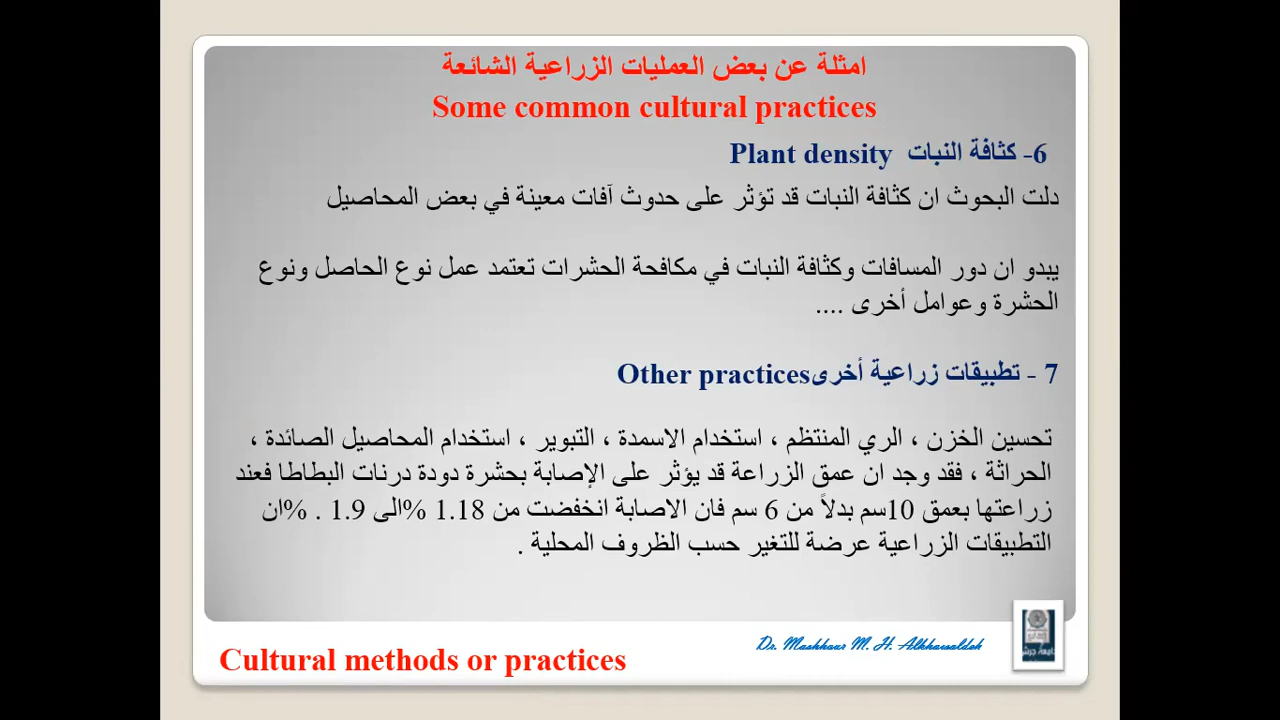 امثلة عن بعض العمليات الزراعية الشائعة
Some common cultural practices
6- كثافة النبات Plant density
دلت البحوث ان كثافة النبات قد تؤثر على حدوث آفات معينة في بعض المحاصيل
يبدو ان دور المسافات وكثافة النبات في مكافحة الحشرات تعتمد عمل نوع الحاصل ونوع
الحشرة وعوامل أخرى ....
7 - تطبيقات زراعية أخرىOther practices
تحسين الخزن ، الري المنتظم ، استخدام الاسمدة ، التبوير ، استخدام المحاصيل الصائدة ،
الحراثة ، فقد وجد ان عمق الزراعة قد يؤثر على الإصابة بحشرة دودة درنات البطاطا فعند
زراعتها بعمق 10سم بدلاً من 6 سم فان الاصابة انخفضت من 1.18 %الى 1.9 . %ان
التطبيقات الزراعية عرضة للتغير حسب الظروف المحلية .
Dr. Mashhour M. H. Alkhawaldeh
Cultural methods or practices